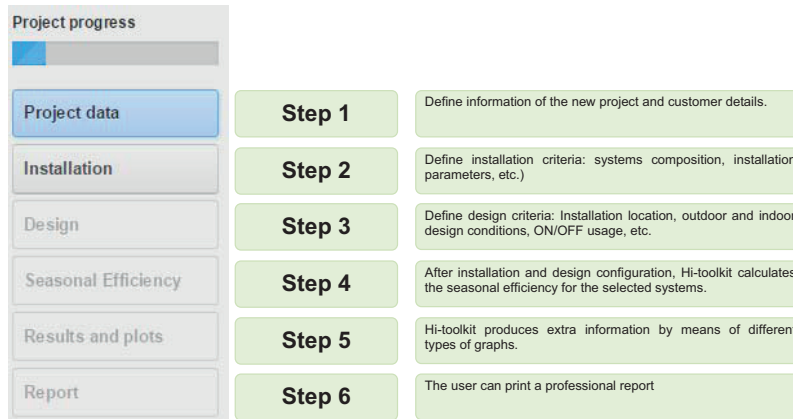 Project progress
Project data
Step 1
Define information of the new project and customer details.
Installation
Step 2
Define installation criteria: systems composition, installation
parameters, etc.)
Design
Step 3
Define design criteria: Installation location, outdoor and indoor
design conditions, ON/OFF usage, etc.
Seasonal Efficiency
Step 4
After installation and design configuration, Hi-toolkit calculates
the seasonal efficiency for the selected systems.
Results and plots
Step 5
Hi-toolkit produces extra information by means of different
types of graphs.
Report
Step 6
The user can print a professional report